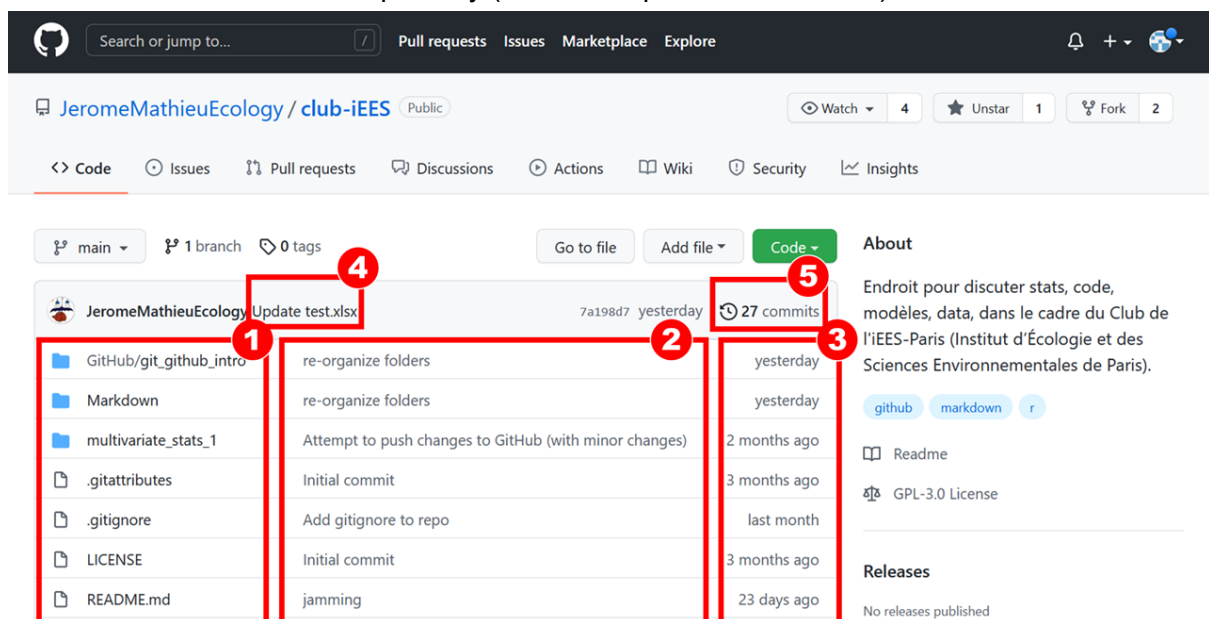 Search or jump to... / Pull requests Issues Marketplace Explore
JeromeMathieuEcology / club-iEES Public Watch 4 Unstar 1 Fork 2
Code Issues Pull requests Discussions Actions Wiki Security Insights
main 1 branch 0 tags Go to file Add file Code
About
4
5
Endroit pour discuter stats, code,
modèles, data, dans le cadre du Club de
l'iEES-Paris (Institut d'Écologie et des
Sciences Environnementales de Paris).
JeromeMathieuEcology Update test.xlsx 7a198d7 yesterday 27 commits
1
2
3
GitHub/git_github_intro re-organize folders yesterday
Markdown re-organize folders yesterday
multivariate_stats_1 Attempt to push changes to GitHub (with minor changes) 2 months ago
.gitattributes Initial commit 3 months ago
.gitignore Add gitignore to repo last month
LICENSE Initial commit 3 months ago
README.md jamming 23 days ago
github markdown r
Readme
GPL-3.0 License
Releases
No releases published